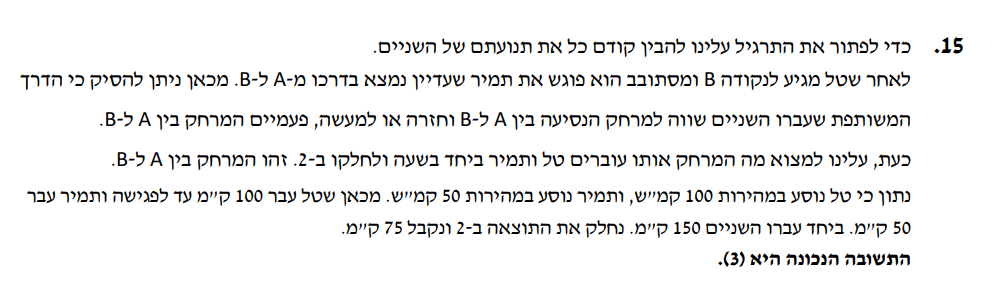 15. כדי לפתור את התרגיל עלינו להבין קודם כל את תנועתם של השניים.
לאחר שטל מגיע לנקודה B ומסתובב הוא פוגש את תמיר שעדיין נמצא בדרכו מ-A ל-B. מכאן ניתן להסיק כי הדרך
המשותפת שעברו השניים שווה למרחק הנסיעה בין A ל-B וחזרה או למעשה, פעמיים המרחק בין A ל-B.
כעת, עלינו למצוא מה המרחק אותו עוברים טל ותמיר ביחד בשעה ולחלקו ב-2. זהו המרחק בין A ל-B.
נתון כי טל נוסע במהירות 100 קמ״ש, ותמיר נוסע במהירות 50 קמ״ש. מכאן שטל עבר 100 ק״מ עד לפגישה ותמיר עבר
50 ק״מ. ביחד עברו השניים 150 ק״מ. נחלק את התוצאה ב-2 ונקבל 75 ק״מ.
התשובה הנכונה היא (3).